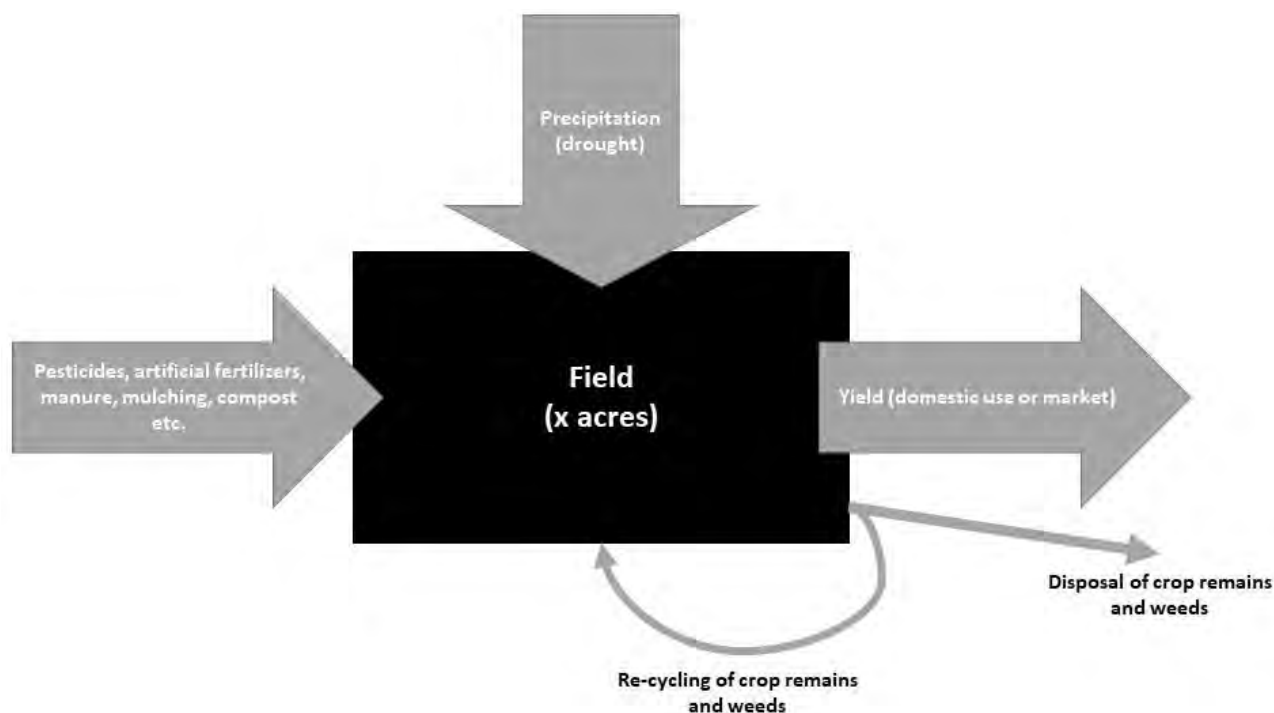 Precipitation
(drought)
Pesticides, artificial fertilizers,
manure, mulching, compost
etc.
Field
(x acres)
Yield (domestic use or market)
Disposal of crop remains
and weeds
Re-cycling of crop remains
and weeds